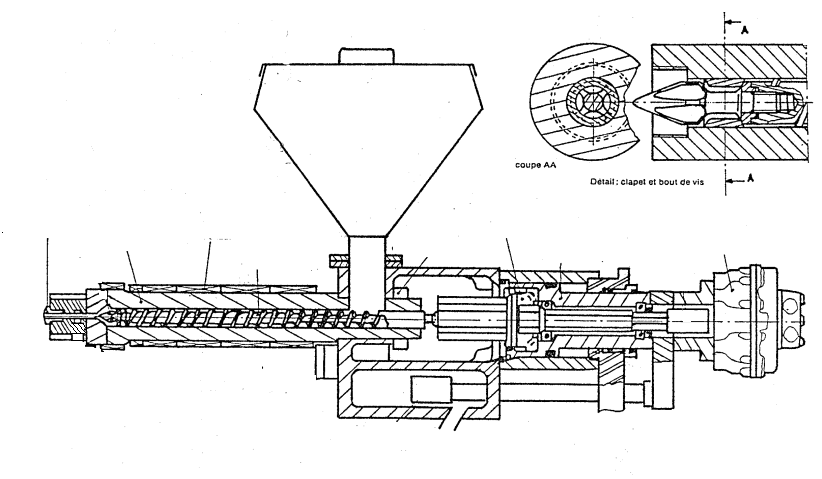 A
coupe AA
Détail: clapet et bout de vis
A